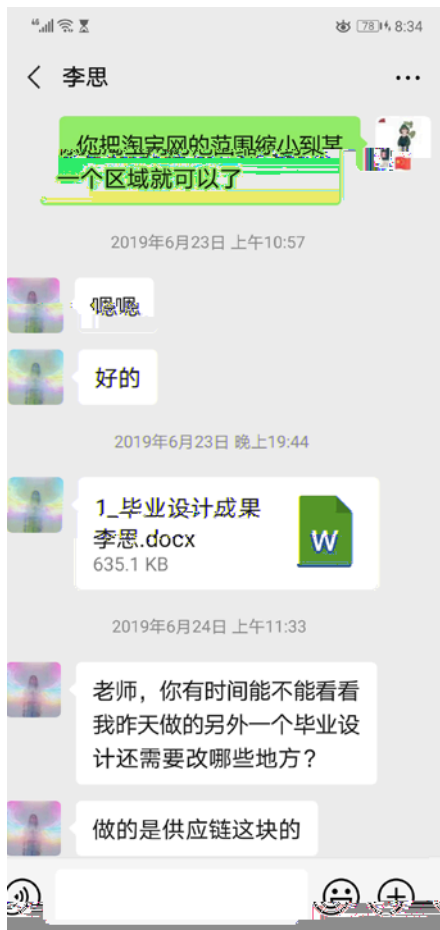 4G 78 8:34
李思
你把淘宝网的范围缩小到某
一个区域就可以了
2019年6月23日 上午10:57
嗯嗯
好的
2019年6月23日 晚上19:44
1_毕业设计成果
李思.docx
W
635.1 KB
2019年6月24日 上午11:33
老师，你有时间能不能看看
我昨天做的另外一个毕业设
计还需要改哪些地方？
做的是供应链这块的